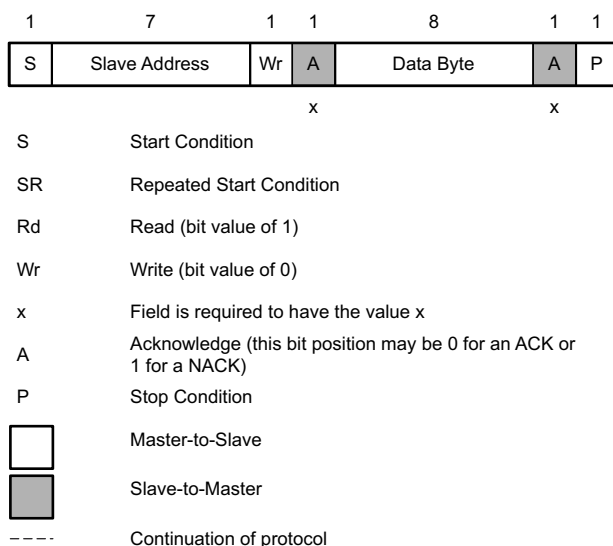 1 7 1 1 8 1 1
S Slave Address Wr A Data Byte A P
x x
S Start Condition
SR Repeated Start Condition
Rd Read (bit value of 1)
Wr Write (bit value of 0)
x Field is required to have the value x
A Acknowledge (this bit position may be 0 for an ACK or
1 for a NACK)
P Stop Condition
Master-to-Slave
Slave-to-Master
Continuation of protocol